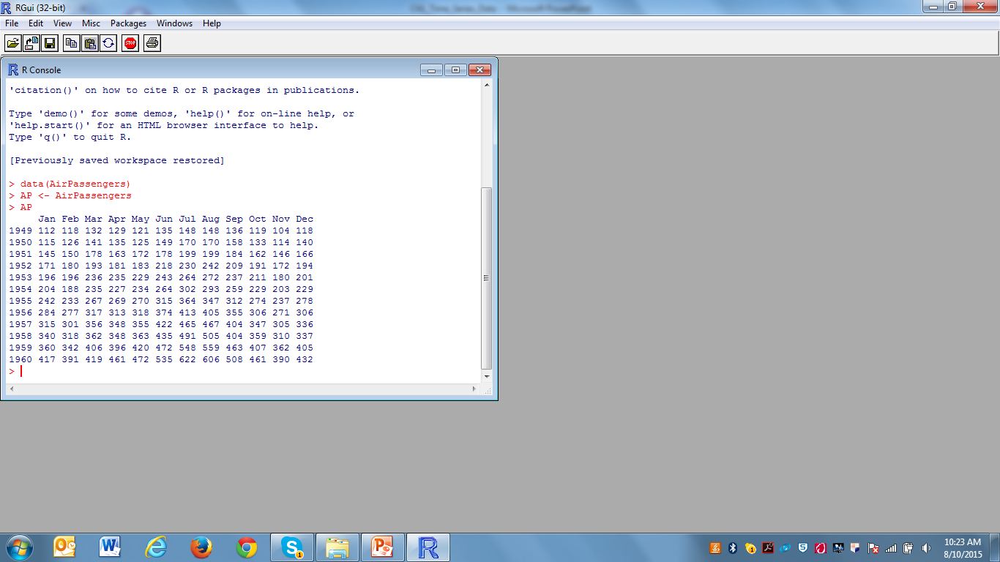 RGui (32-bit)
File Edit View Misc Packages Windows Help
STOP
R Console
'citation()' on how to cite R or R packages in publications.
Type 'demo()' for some demos, 'help()' for on-line help, or
'help.start()' for an HTML browser interface to help.
Type 'q()' to quit R.
[Previously saved workspace restored]
> data(AirPassengers)
> AP <- AirPassengers
> AP
Jan Feb Mar Apr May Jun Jul Aug Sep Oct Nov Dec
1949 112 118 132 129 121 135 148 148 136 119 104 118
1950 115 126 141 135 125 149 170 170 158 133 114 140
1951 145 150 178 163 172 178 199 199 184 162 146 166
1952 171 180 193 181 183 218 230 242 209 191 172 194
1953 196 196 236 235 229 243 264 272 237 211 180 201
1954 204 188 235 227 234 264 302 293 259 229 203 229
1955 242 233 267 269 270 315 364 347 312 274 237 278
1956 284 277 317 313 318 374 413 405 355 306 271 306
1957 315 301 356 348 355 422 465 467 404 347 305 336
1958 340 318 362 348 363 435 491 505 404 359 310 337
1959 360 342 406 396 420 472 548 559 463 407 362 405
1960 417 391 419 461 472 535 622 606 508 461 390 432
>
10:23 AM
8/10/2015